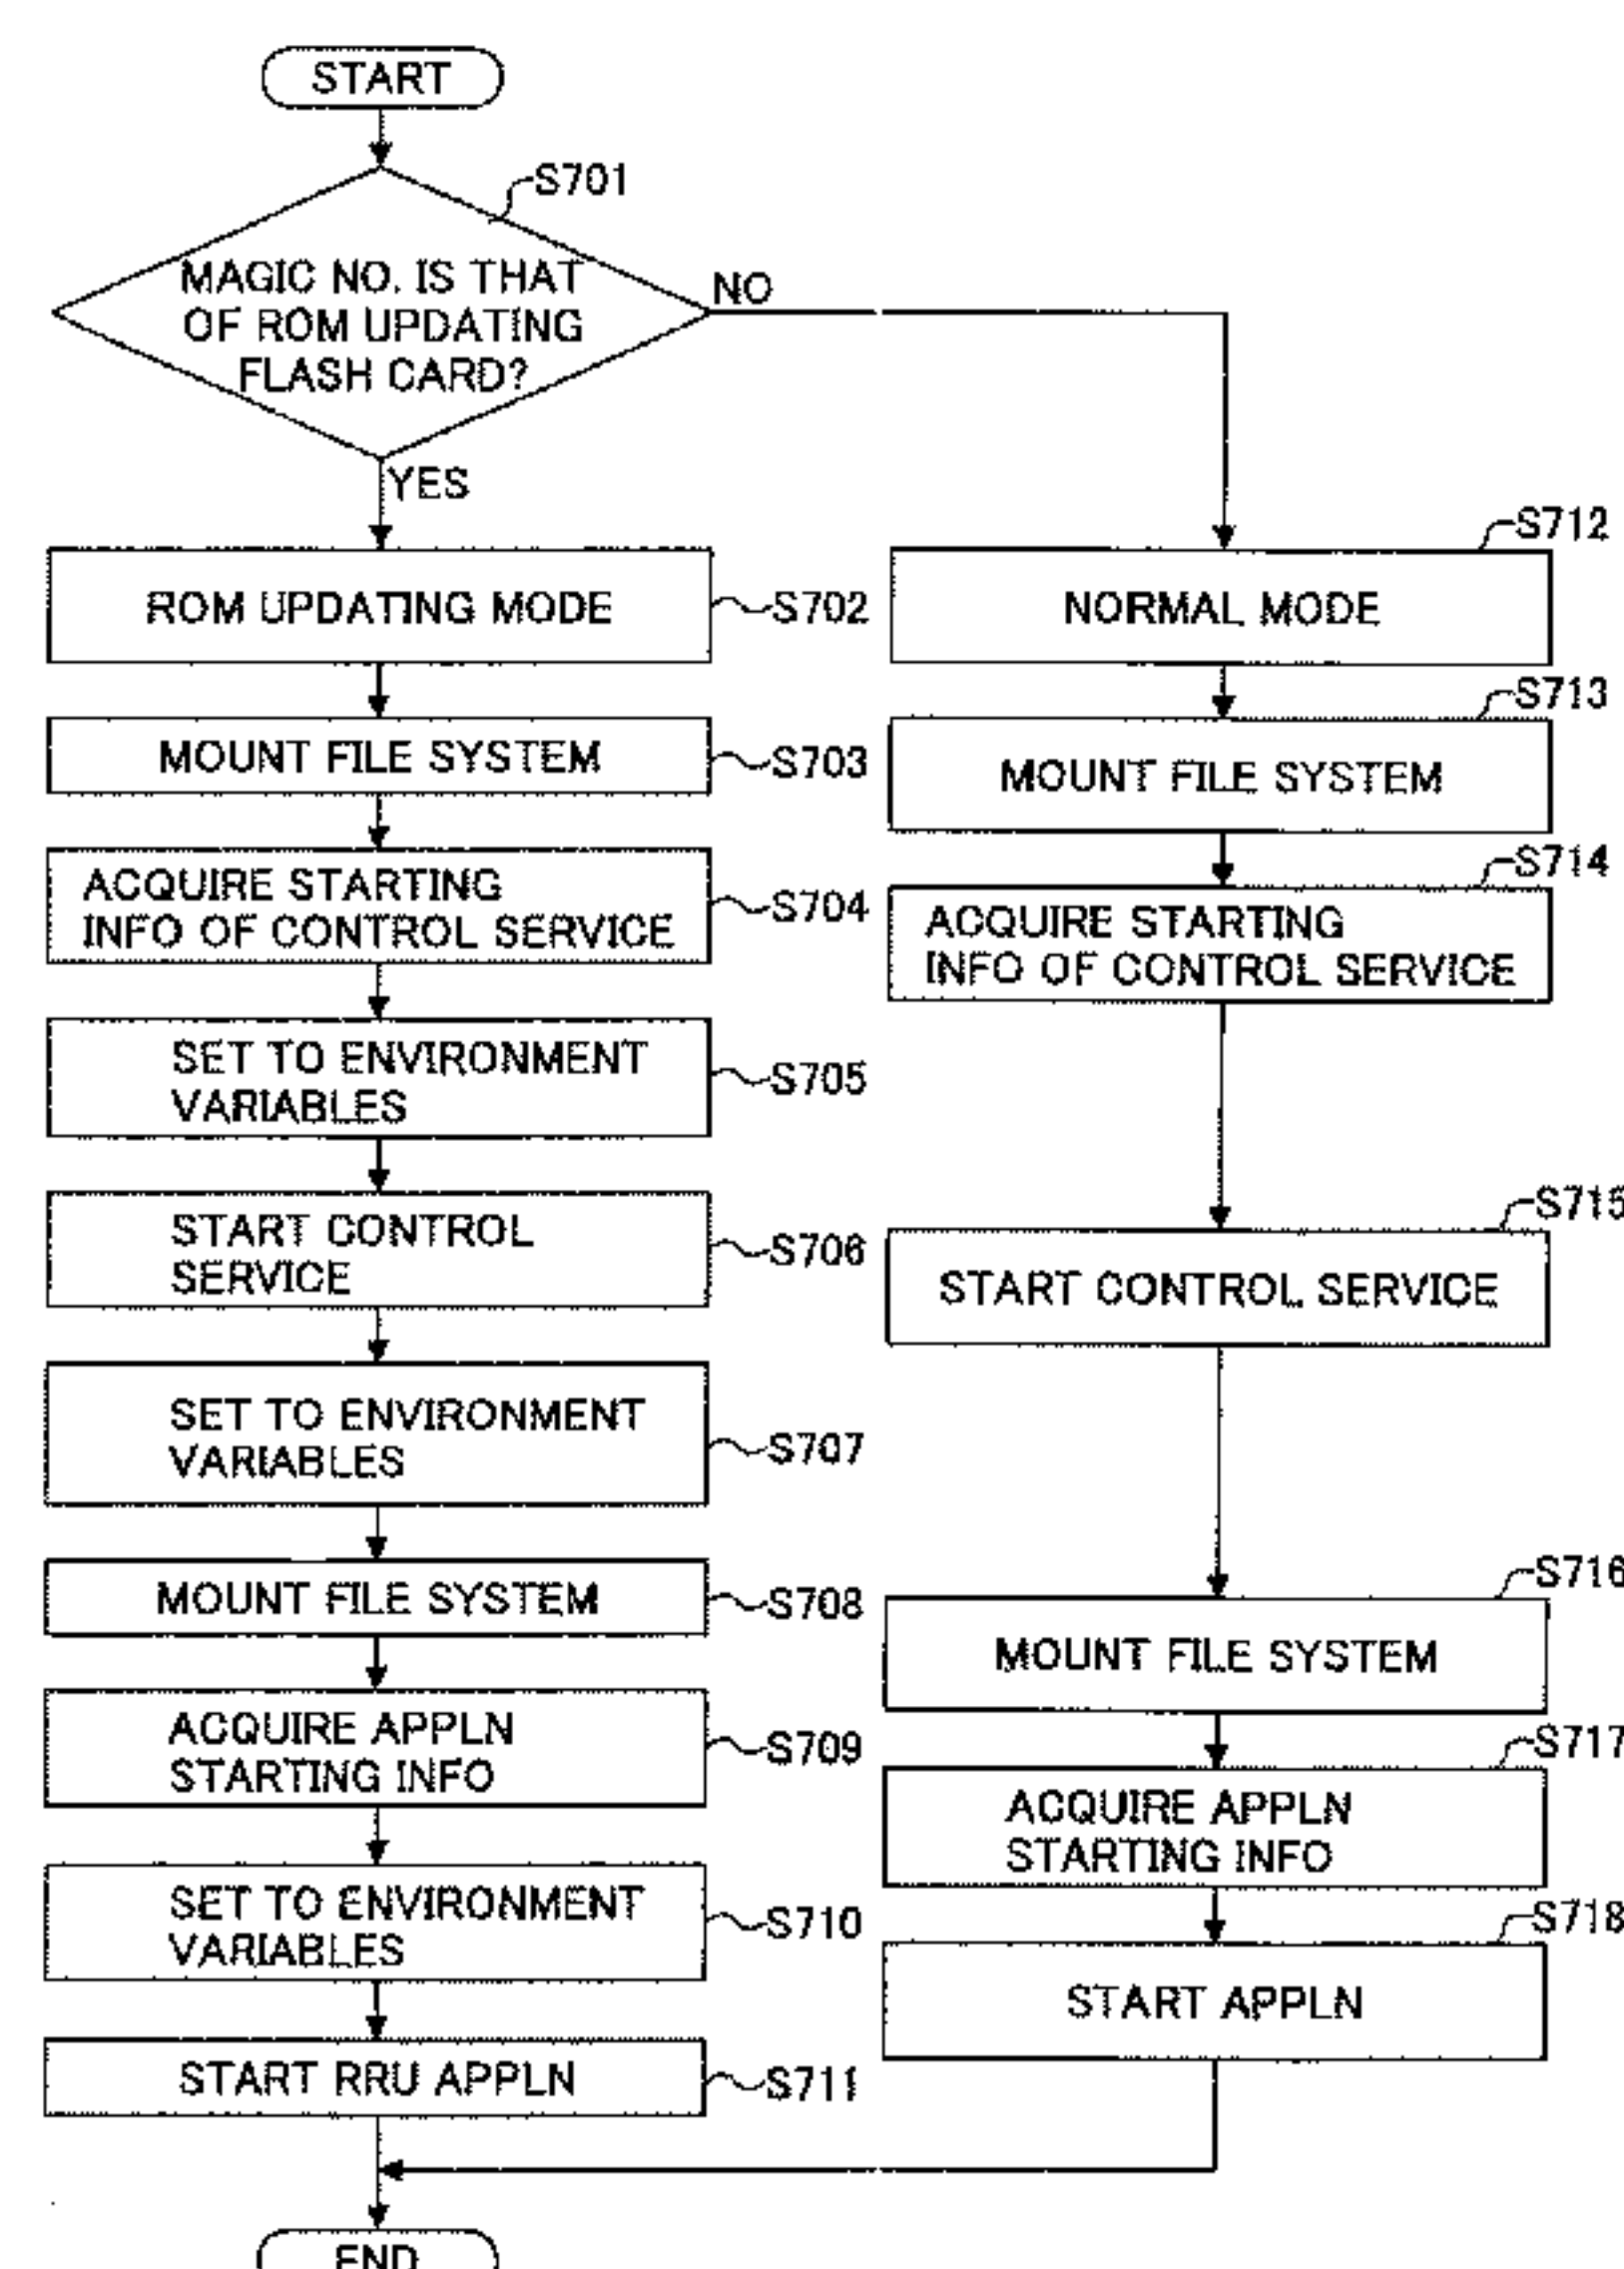 START
S701
MAGIC NO. IS THAT
OF ROM UPDATING
FLASH CARD?
NO
YES
ROM UPDATING MODE
S702
MOUNT FILE SYSTEM
S703
ACQUIRE STARTING
INFO OF CONTROL SERVICE
S704
SET TO ENVIRONMENT
VARIABLES
S705
START CONTROL
SERVICE
S706
SET TO ENVIRONMENT
VARIABLES
S707
MOUNT FILE SYSTEM
S708
ACQUIRE APPLN
STARTING INFO
S709
SET TO ENVIRONMENT
VARIABLES
S710
START RRU APPLN
S711
S712
NORMAL MODE
S713
MOUNT FILE SYSTEM
S714
ACQUIRE STARTING
INFO OF CONTROL SERVICE
S715
START CONTROL SERVICE
S716
MOUNT FILE SYSTEM
S717
ACQUIRE APPLN
STARTING INFO
S718
START APPLN
END